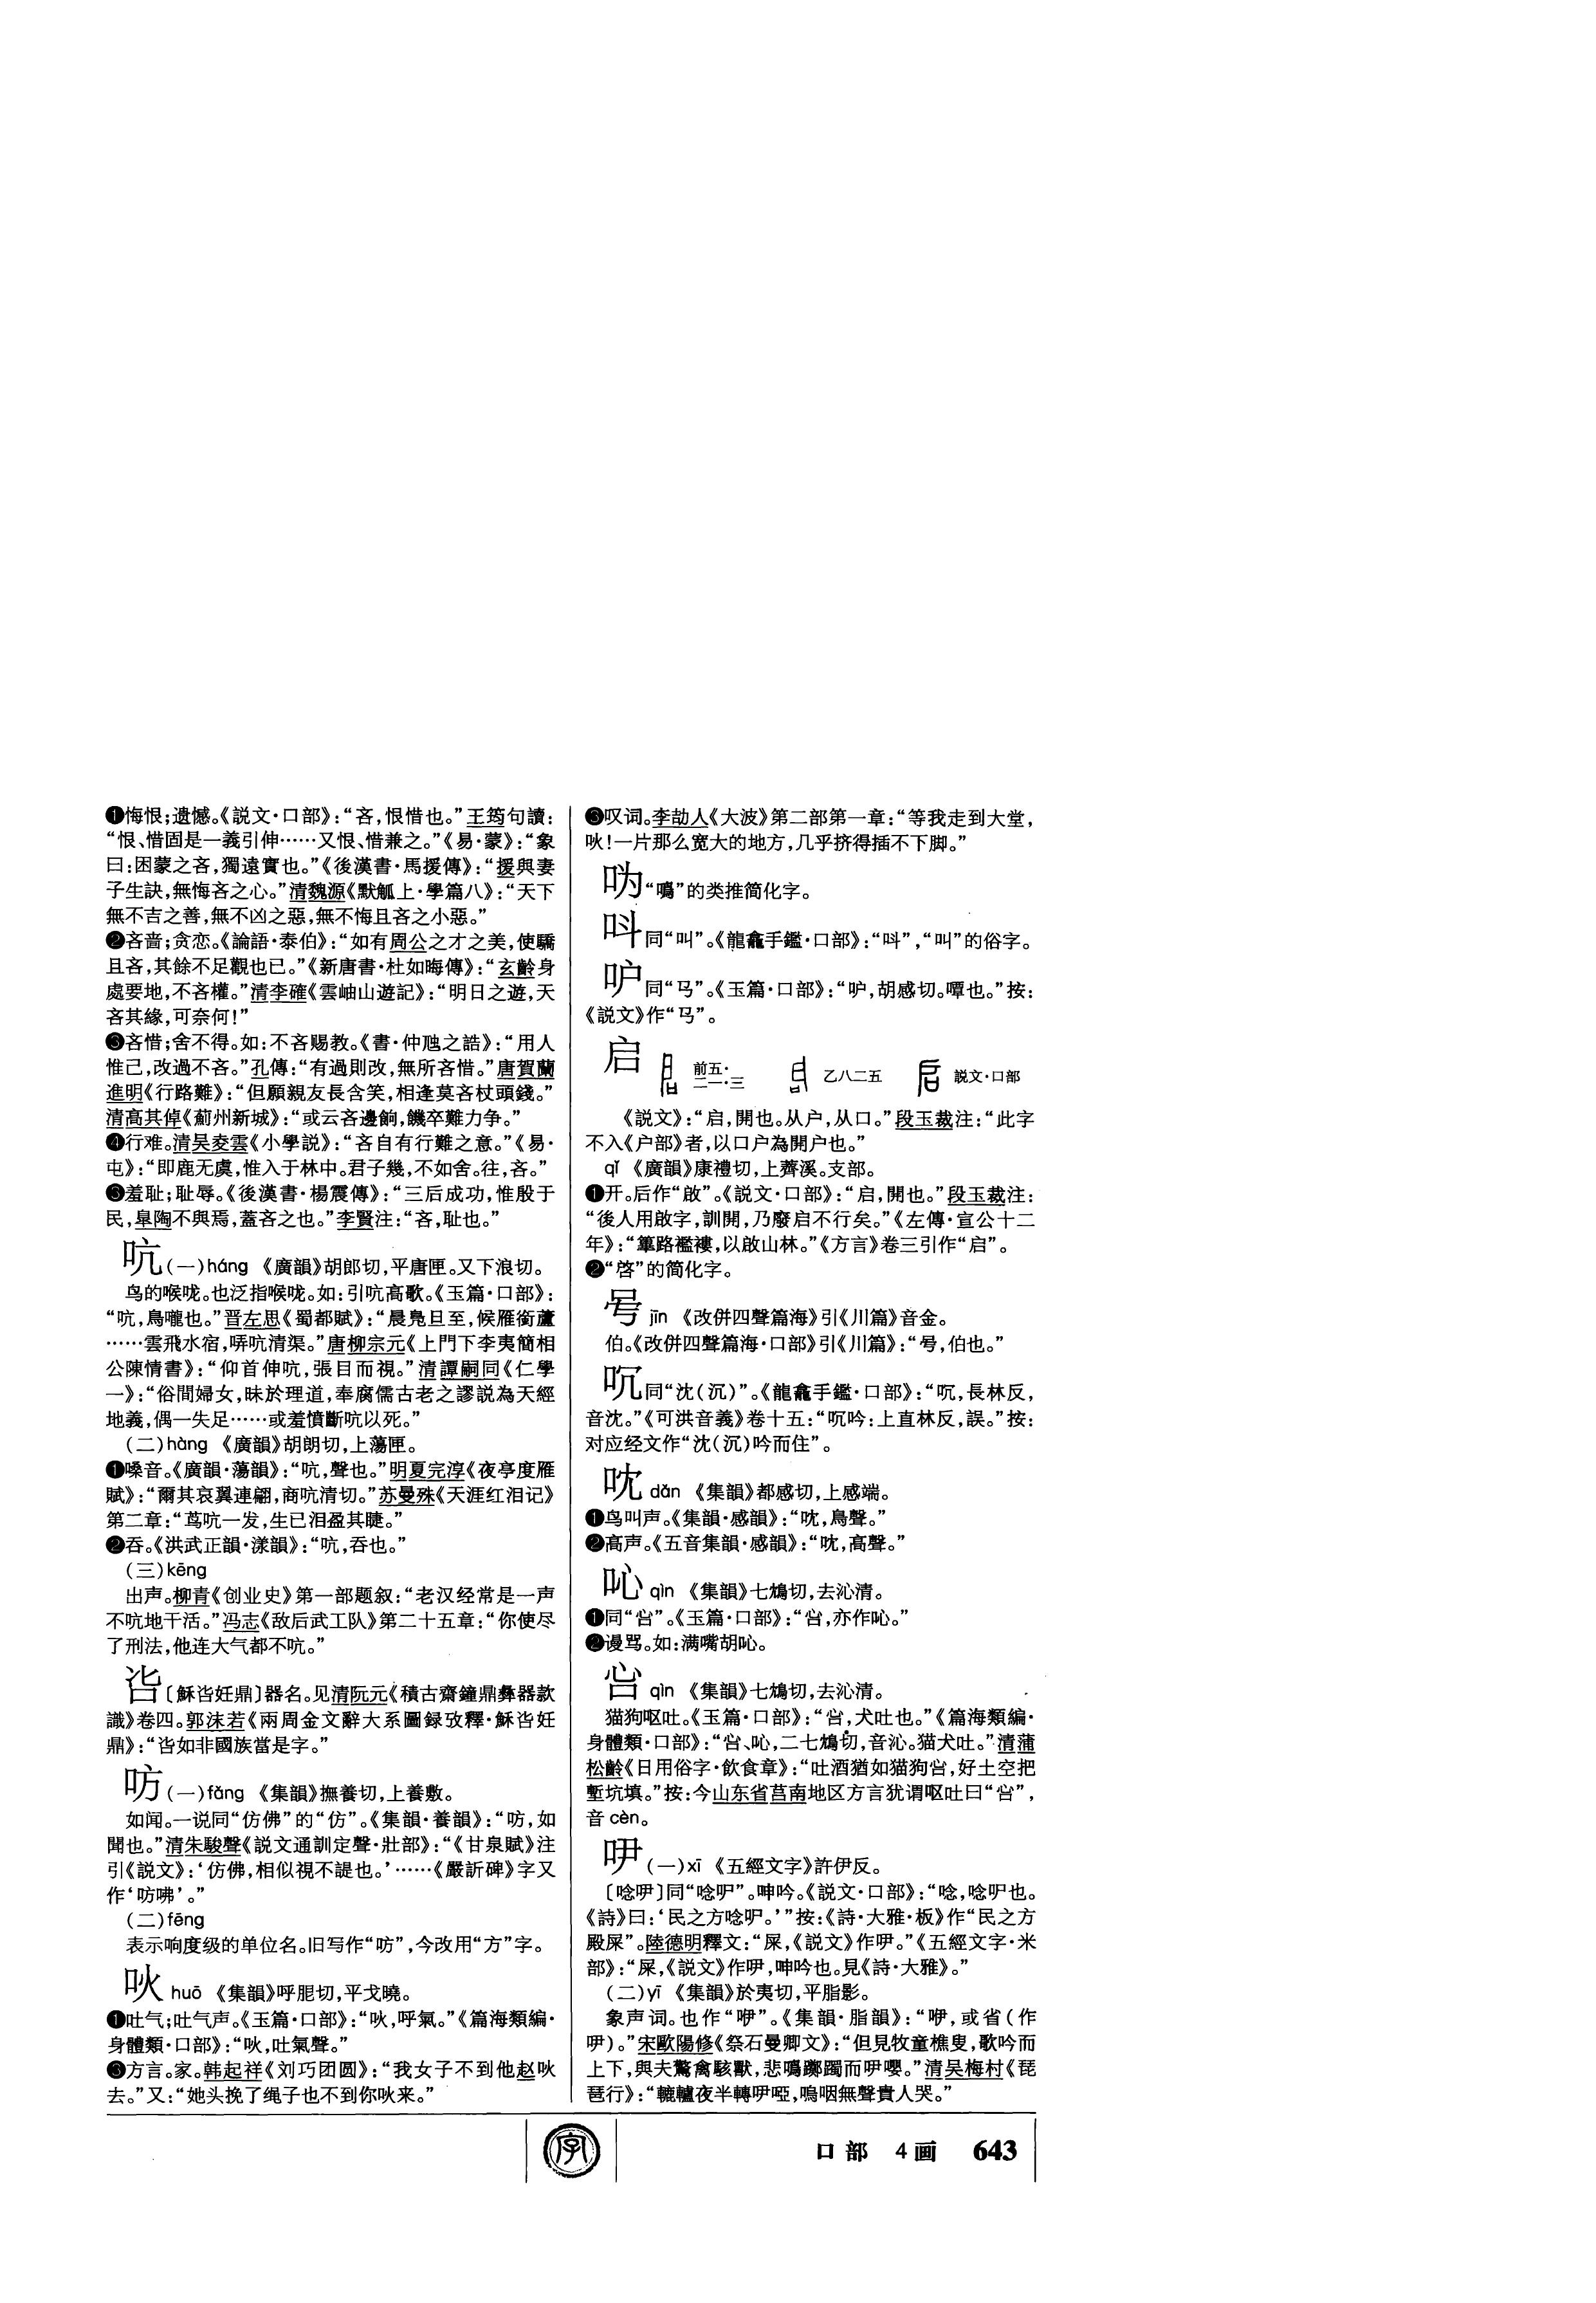 ❶悔恨;遗憾。《説文·口部》:“吝,恨惜也。”王筠句讀:
“恨、惜固是一義引伸……又恨、惜兼之。”《易·蒙》:“象
曰:困蒙之吝,獨遠實也。”《後漢書·馬援傳》:“援與妻
子生訣,無悔吝之心。”清魏源《默觚上·學篇八》:“天下
無不吉之善,無不凶之惡,無不悔且吝之小惡。”
❷吝啬;贪恋。《論語·泰伯》:“如有周公之才之美,使驕
且吝,其餘不足觀也已。”《新唐書·杜如晦傳》:“玄齡身
處要地,不吝權。”清李確《雲岫山遊記》:“明日之遊,天
吝其緣,可奈何!”
❸吝惜;舍不得。如:不吝赐教。《書·仲虺之誥》:“用人
惟己,改過不吝。”孔傳:“有過則改,無所吝惜。”唐賀蘭
進明《行路難》:“但願親友長含笑,相逢莫吝杖頭錢。”
清高其倬《薊州新城》:“或云吝邊餉,饑卒難力争。”
❹行难。清吴夌雲《小學説》:“吝自有行難之意。”《易·
屯》:“即鹿无虞,惟入于林中。君子幾,不如舍。往,吝。”
❺羞耻;耻辱。《後漢書·楊震傳》:“三后成功,惟殷于
民,皋陶不與焉,蓋吝之也。”李賢注:“吝,耻也。”
吭(一)háng 《廣韻》胡郎切,平唐匣。又下浪切。
鸟的喉咙。也泛指喉咙。如:引吭高歌。《玉篇·口部》:
“吭,鳥嚨也。”晋左思《蜀都賦》:“晨鳧旦至,候雁銜蘆
……雲飛水宿,哢吭清渠。”唐柳宗元《上門下李夷簡相
公陳情書》:“仰首伸吭,張目而視。”清譚嗣同《仁學
一》:“俗間婦女,昧於理道,奉腐儒古老之謬説為天經
地義,偶一失足……或羞憤斷吭以死。”
(二)hàng 《廣韻》胡朗切,上蕩匣。
❶嗓音。《廣韻·蕩韻》:“吭,聲也。”明夏完淳《夜亭度雁
賦》:“爾其哀翼連翩,商吭清切。”苏曼殊《天涯红泪记》
第二章:“茑吭一发,生已泪盈其睫。”
❷吞。《洪武正韻·漾韻》:“吭,吞也。”
(三)kēng
出声。柳青《创业史》第一部题叙:“老汉经常是一声
不吭地干活。”冯志《敌后武工队》第二十五章:“你使尽
了刑法,他连大气都不吭。”
〔穌㕽妊鼎〕器名。见清阮元《積古齋鐘鼎彝器款
識》卷四。郭沫若《兩周金文辭大系圖録攷釋·穌㕽妊
鼎》:“㕽如非國族當是字。”
㕫(一)fǎng 《集韻》撫養切,上養敷。
如闻。一说同“仿佛”的“仿”。《集韻·養韻》:“㕫,如
聞也。”清朱駿聲《説文通訓定聲·壯部》:“《甘泉賦》注
引《説文》:‘仿佛,相似視不諟也。’……《嚴訢碑》字又
作‘㕫咈’。”
(二)fēng
表示响度级的单位名。旧写作“㕫”,今改用“方”字。
吙 huō 《集韻》呼肥切,平戈曉。
❶吐气;吐气声。《玉篇·口部》:“吙,呼氣。”《篇海類編·
身體類·口部》:“吙,吐氣聲。”
❸方言。家。韩起祥《刘巧团圆》:“我女子不到他赵吙
去。”又:“她头挽了绳子也不到你吙来。”
❸叹词。李劼人《大波》第二部第一章:“等我走到大堂,
吙!一片那么宽大的地方,几乎挤得插不下脚。”
㕧“噅”的类推简化字。
呌同“叫”。《龍龕手鑑·口部》:“呌”,“叫”的俗字。
同“马”。《玉篇·口部》:“㕆,胡感切。嘾也。”按:
《説文》作“马”。
启 前五·二一·三 乙八二五 説文·口部
《説文》:“启,開也。从户,从口。”段玉裁注:“此字
不入《户部》者,以口户為開户也。”
qǐ 《廣韻》康禮切,上薺溪。支部。
❶开。后作“啟”。《説文·口部》:“启,開也。”段玉裁注:
“後人用啟字,訓開,乃廢启不行矣。”《左傳·宣公十二
年》:“篳路襤褸,以啟山林。”《方言》卷三引作“启”。
❷“啓”的简化字。
jīn 《改併四聲篇海》引《川篇》音金。
伯。《改併四聲篇海·口部》引《川篇》:“,伯也。”
同“沈(沉)”。《龍龕手鑑·口部》:“,長林反,
音沈。”《可洪音義》卷十五:“吟:上直林反,誤。”按:
对应经文作“沈(沉)吟而住”。
㕪 dǎn 《集韻》都感切,上感端。
❶鸟叫声。《集韻·感韻》:“㕪,鳥聲。”
❷高声。《五音集韻·感韻》:“㕪,高聲。”
吣 qìn 《集韻》七鴆切,去沁清。
❶同“㕂”。《玉篇·口部》:“,亦作吣。”
❷谩骂。如:满嘴胡吣。
qìn 《集韻》七鴆切,去沁清。
猫狗呕吐。《玉篇·口部》:“,犬吐也。”《篇海類編·
身體類·口部》:“、吣,二七鴆切,音沁。猫犬吐。”清蒲
松齡《日用俗字·飲食章》:“吐酒猶如猫狗,好土空把
塹坑填。”按:今山东省莒南地区方言犹谓呕吐曰“”,
音 cèn。
吚(一)xī 《五經文字》許伊反。
〔唸吚〕同“唸㕧”。呻吟。《説文·口部》:“唸,唸㕧也。
《詩》曰:‘民之方唸㕧。’”按:《詩·大雅·板》作“民之方
殿屎”。陸德明釋文:“屎,《説文》作吚。”《五經文字·米
部》:“屎,《説文》作吚,呻吟也。見《詩·大雅》。”
(二)yī 《集韻》於夷切,平脂影。
象声词。也作“咿”。《集韻·脂韻》:“咿,或省(作
吚)。”宋歐陽修《祭石曼卿文》:“但見牧童樵叟,歌吟而
上下,與夫驚禽駭獸,悲鳴躑躅而吚嚶。”清吴梅村《琵
琶行》:“轆轤夜半轉吚啞,嗚咽無聲貴人哭。”
字
口部 4画 643